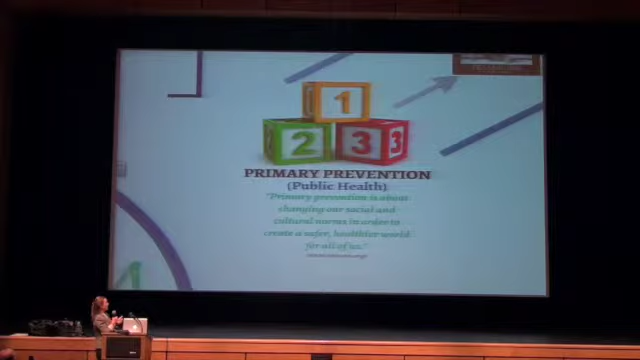 1
2
3
3
PRIMARY PREVENTION
(Public Health)
"Primary prevention is about
changing our social and
cultural norms in order to
create a safer, healthier world
for all of us."